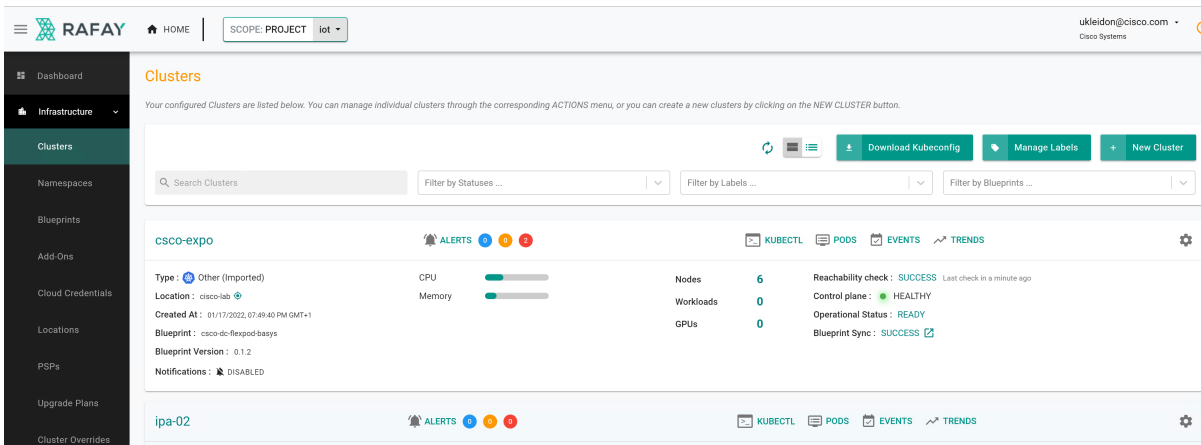 RAFAY
HOME
SCOPE: PROJECT iot
ukleidon@cisco.com
Cisco Systems
Dashboard
Infrastructure
Clusters
Namespaces
Blueprints
Add-Ons
Cloud Credentials
Locations
PSPs
Upgrade Plans
Cluster Overrides
Clusters
Your configured Clusters are listed below. You can manage individual clusters through the corresponding ACTIONS menu, or you can create a new clusters by clicking on the NEW CLUSTER button.
Download Kubeconfig
Manage Labels
+ New Cluster
Search Clusters
Filter by Statuses ...
Filter by Labels ...
Filter by Blueprints ...
csco-expo
ALERTS 0 0 2
KUBECTL PODS EVENTS TRENDS
Type : Other (Imported)
Location : cisco-lab
Created At : 01/17/2022, 07:49:40 PM GMT+1
Blueprint : csco-dc-flexpod-basys
Blueprint Version : 0.1.2
Notifications : DISABLED
CPU
Memory
Nodes 6
Workloads 0
GPUs 0
Reachability check : SUCCESS Last check in a minute ago
Control plane : HEALTHY
Operational Status : READY
Blueprint Sync : SUCCESS
ipa-02
ALERTS 0 0 0
KUBECTL PODS EVENTS TRENDS